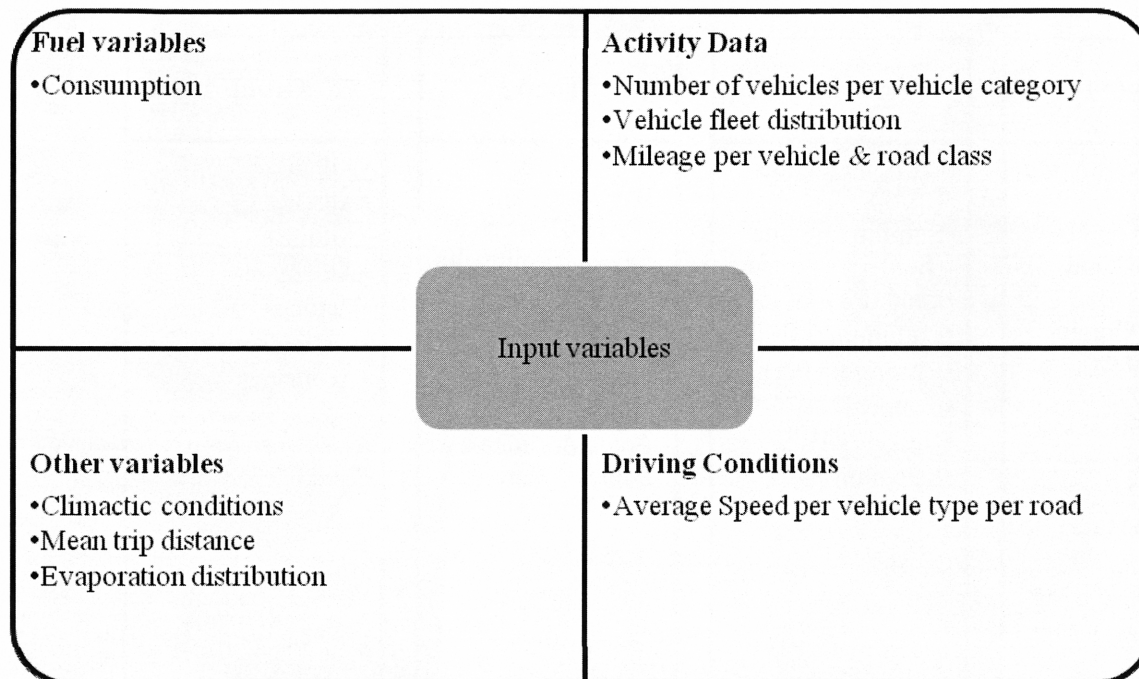 Fuel variables
•Consumption
Activity Data
•Number of vehicles per vehicle category
•Vehicle fleet distribution
•Mileage per vehicle & road class
Input variables
Other variables
•Climactic conditions
•Mean trip distance
•Evaporation distribution
Driving Conditions
•Average Speed per vehicle type per road